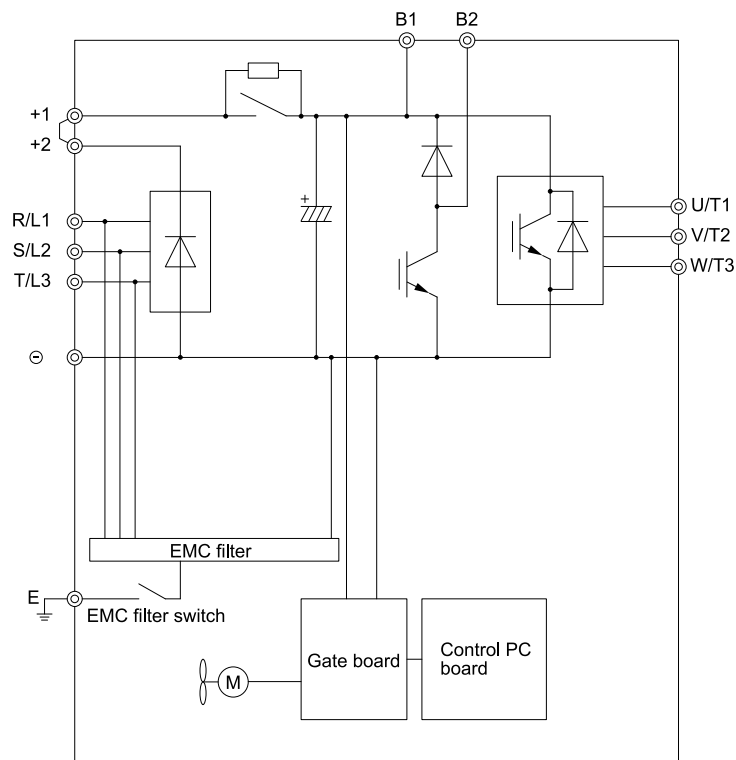 B1
B2
+1
+2
R/L1
S/L2
T/L3
+
U/T1
V/T2
W/T3
⊖
EMC filter
E
EMC filter switch
Gate board
Control PC
board
M